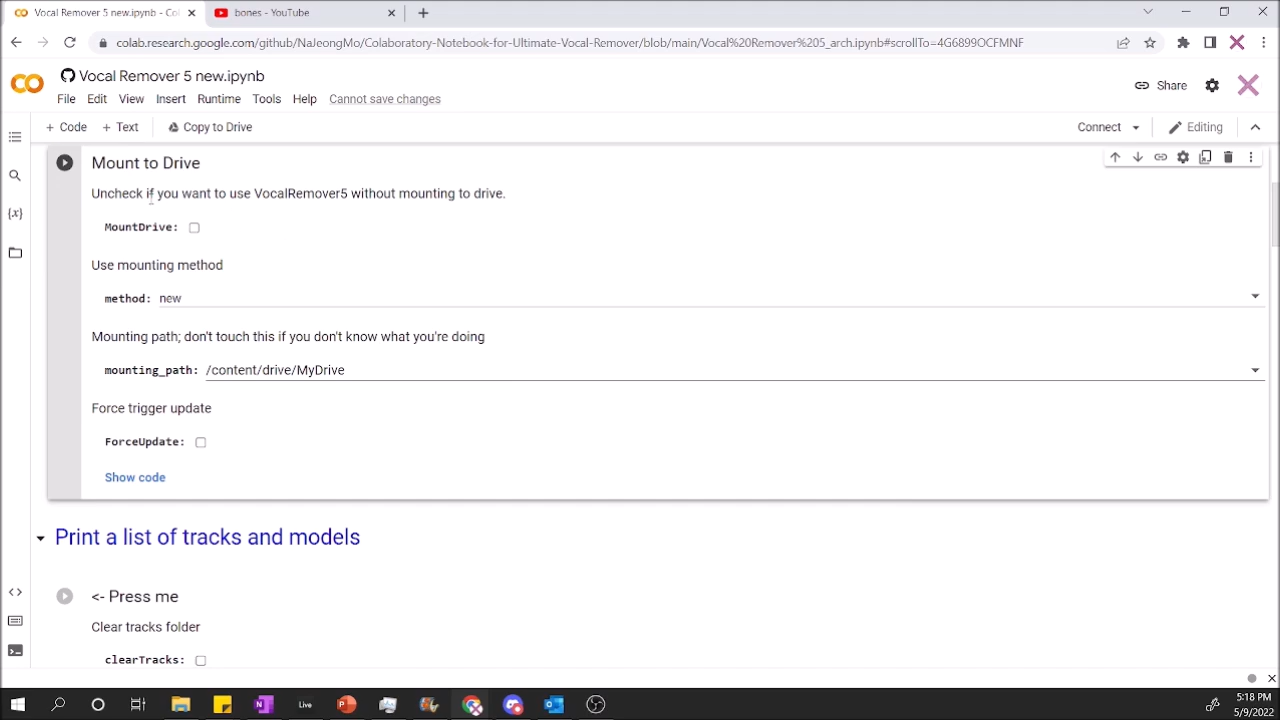 Vocal Remover 5 new.ipynb - Co
bones - YouTube
colab.research.google.com/github/NaJeongMo/Colaboratory-Notebook-for-Ultimate-Vocal-Remover/blob/main/Vocal%20Remover%205_arch.ipynb#scrollTo=4G6899OCFMNF
Vocal Remover 5 new.ipynb
File Edit View Insert Runtime Tools Help Cannot save changes
Share
+ Code + Text Copy to Drive
Connect Editing
Mount to Drive
Uncheck if you want to use VocalRemover5 without mounting to drive.
MountDrive:
Use mounting method
method: new
Mounting path; don't touch this if you don't know what you're doing
mounting_path: /content/drive/MyDrive
Force trigger update
ForceUpdate:
Show code
Print a list of tracks and models
<- Press me
Clear tracks folder
clearTracks:
Live
5:18 PM
5/9/2022